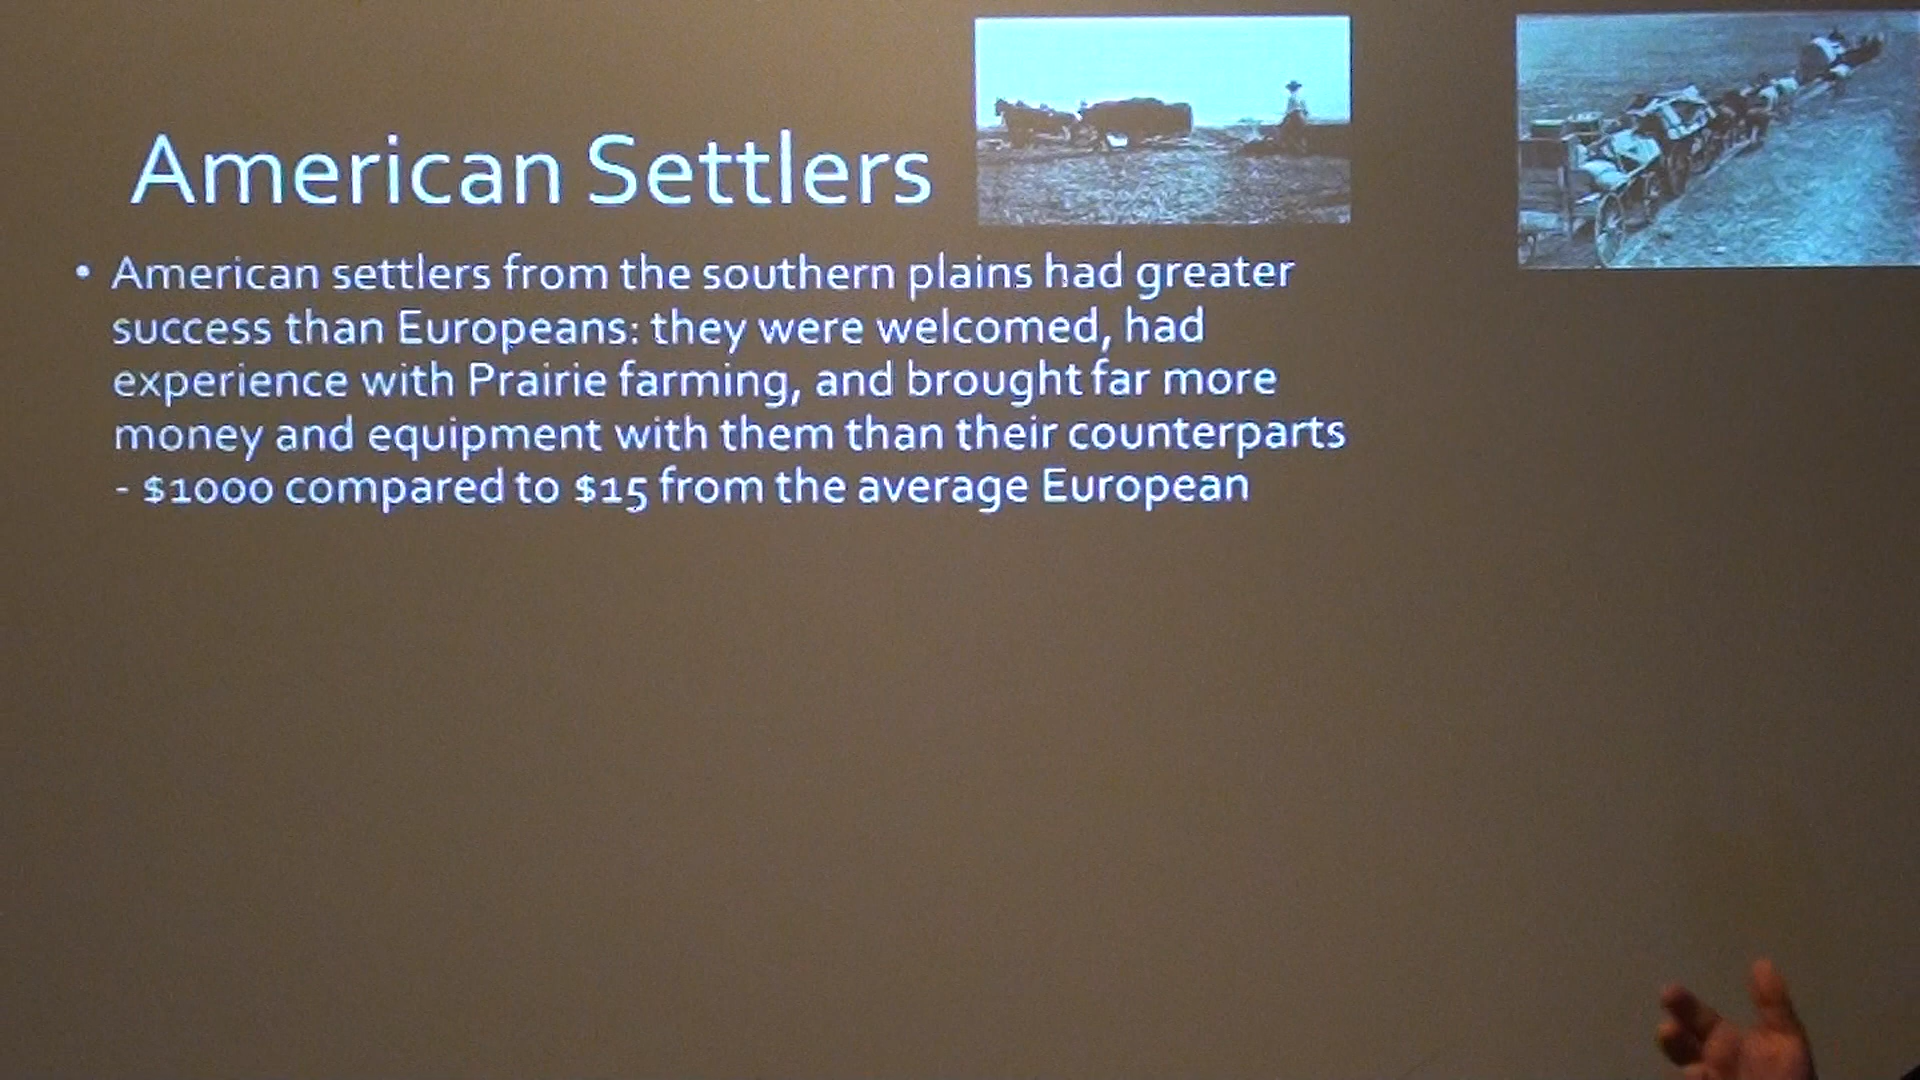 American Settlers
• American settlers from the southern plains had greater
success than Europeans: they were welcomed, had
experience with Prairie farming, and brought far more
money and equipment with them than their counterparts
- $1000 compared to $15 from the average European